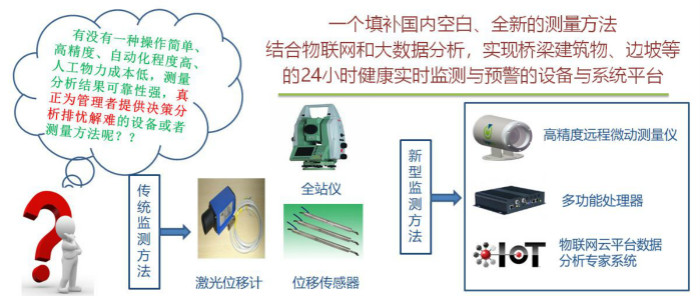 有没有一种操作简单、
高精度、自动化程度高、
人工物力成本低，测量
分析结果可靠性强，真
正为管理者提供决策分
析排忧解难的设备或者
测量方法呢？？
一个填补国内空白、全新的测量方法
结合物联网和大数据分析，实现桥梁建筑物、边坡等
的24小时健康实时监测与预警的设备与系统平台
传统监测方法
全站仪
激光位移计
位移传感器
新型监测方法
高精度远程微动测量仪
多功能处理器
IOT
物联网云平台数据
分析专家系统